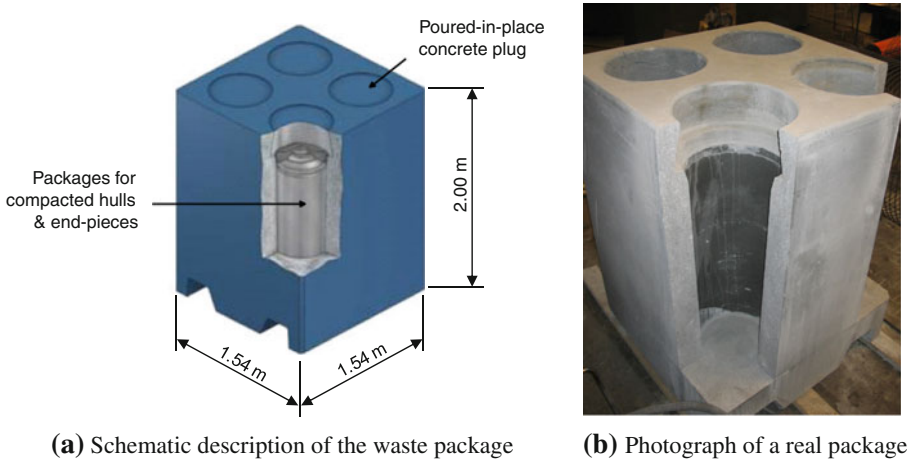 Poured-in-place
concrete plug
Packages for
compacted hulls
& end-pieces
2.00 m
1.54 m
1.54 m
(a) Schematic description of the waste package
(b) Photograph of a real package